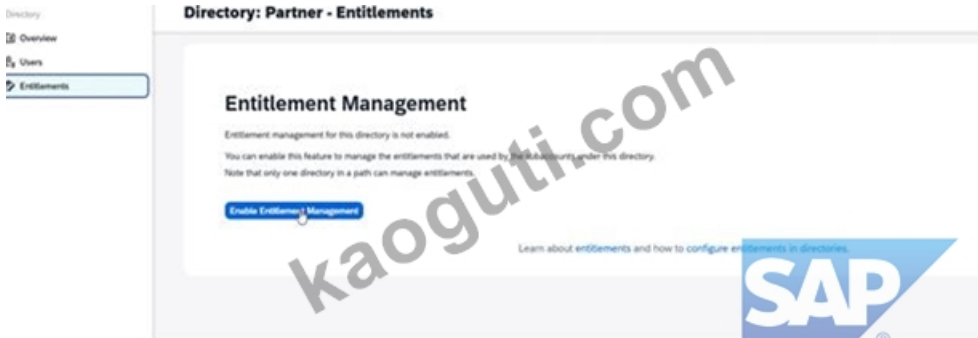 Directory
Directory: Partner - Entitlements
Overview
Users
Entitlements
Entitlement Management
Entitlement management for this directory is not enabled.
You can enable this feature to manage the entitlements that are used by the subaccounts under this directory.
Note that only one directory in a path can manage entitlements.
Enable Entitlement Management
Learn about entitlements and how to configure entitlements in directories.
kaoguti.com
SAP
®